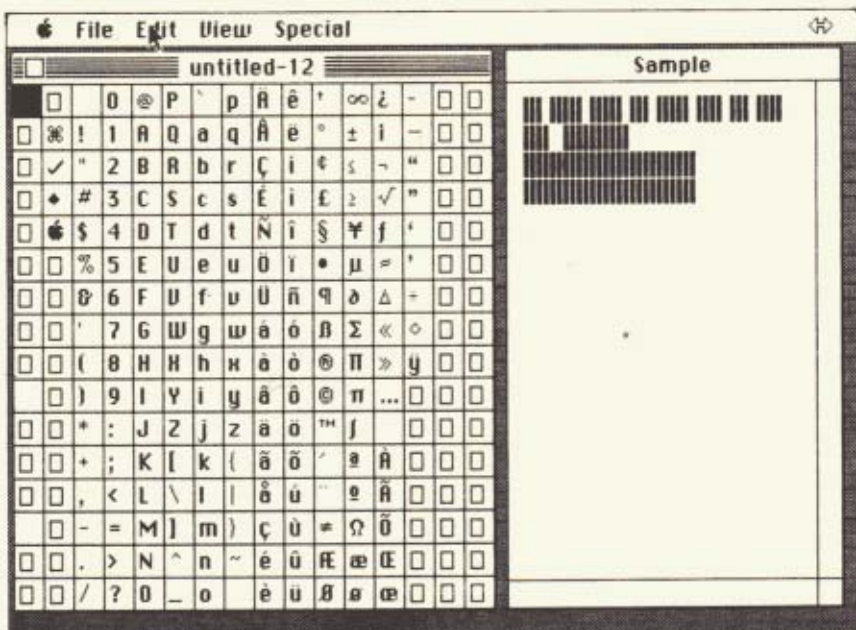 File Edit View Special
untitled-12
Sample
0 @ P ` p Ä ê † ∞ ¿ -
⌘ ! 1 A Q a q Å ë ° ± ¡ —
✓ " 2 B R b r Ç í ¢ ≤ ¬ “
◆ # 3 C S c s É ì £ ≥ √ ”
$ 4 D T d t Ñ î § ¥ ƒ ‘
% 5 E U e u Ö ï • µ ≈ ’
& 6 F V f v Ü ñ ¶ ∂ ∆ ÷
' 7 G W g w á ó ß ∑ « ◊
( 8 H X h x à ò ® ∏ » ÿ
) 9 I Y i y â ô © π ...
* : J Z j z ä ö ™ ∫
+ ; K [ k { ã õ ´ ª À
, < L \ l | å ú ¨ º Ã
- = M ] m } ç ù ≠ Ω Õ
. > N ^ n ~ é û Æ æ Œ
/ ? O _ o è ü Ø ø œ